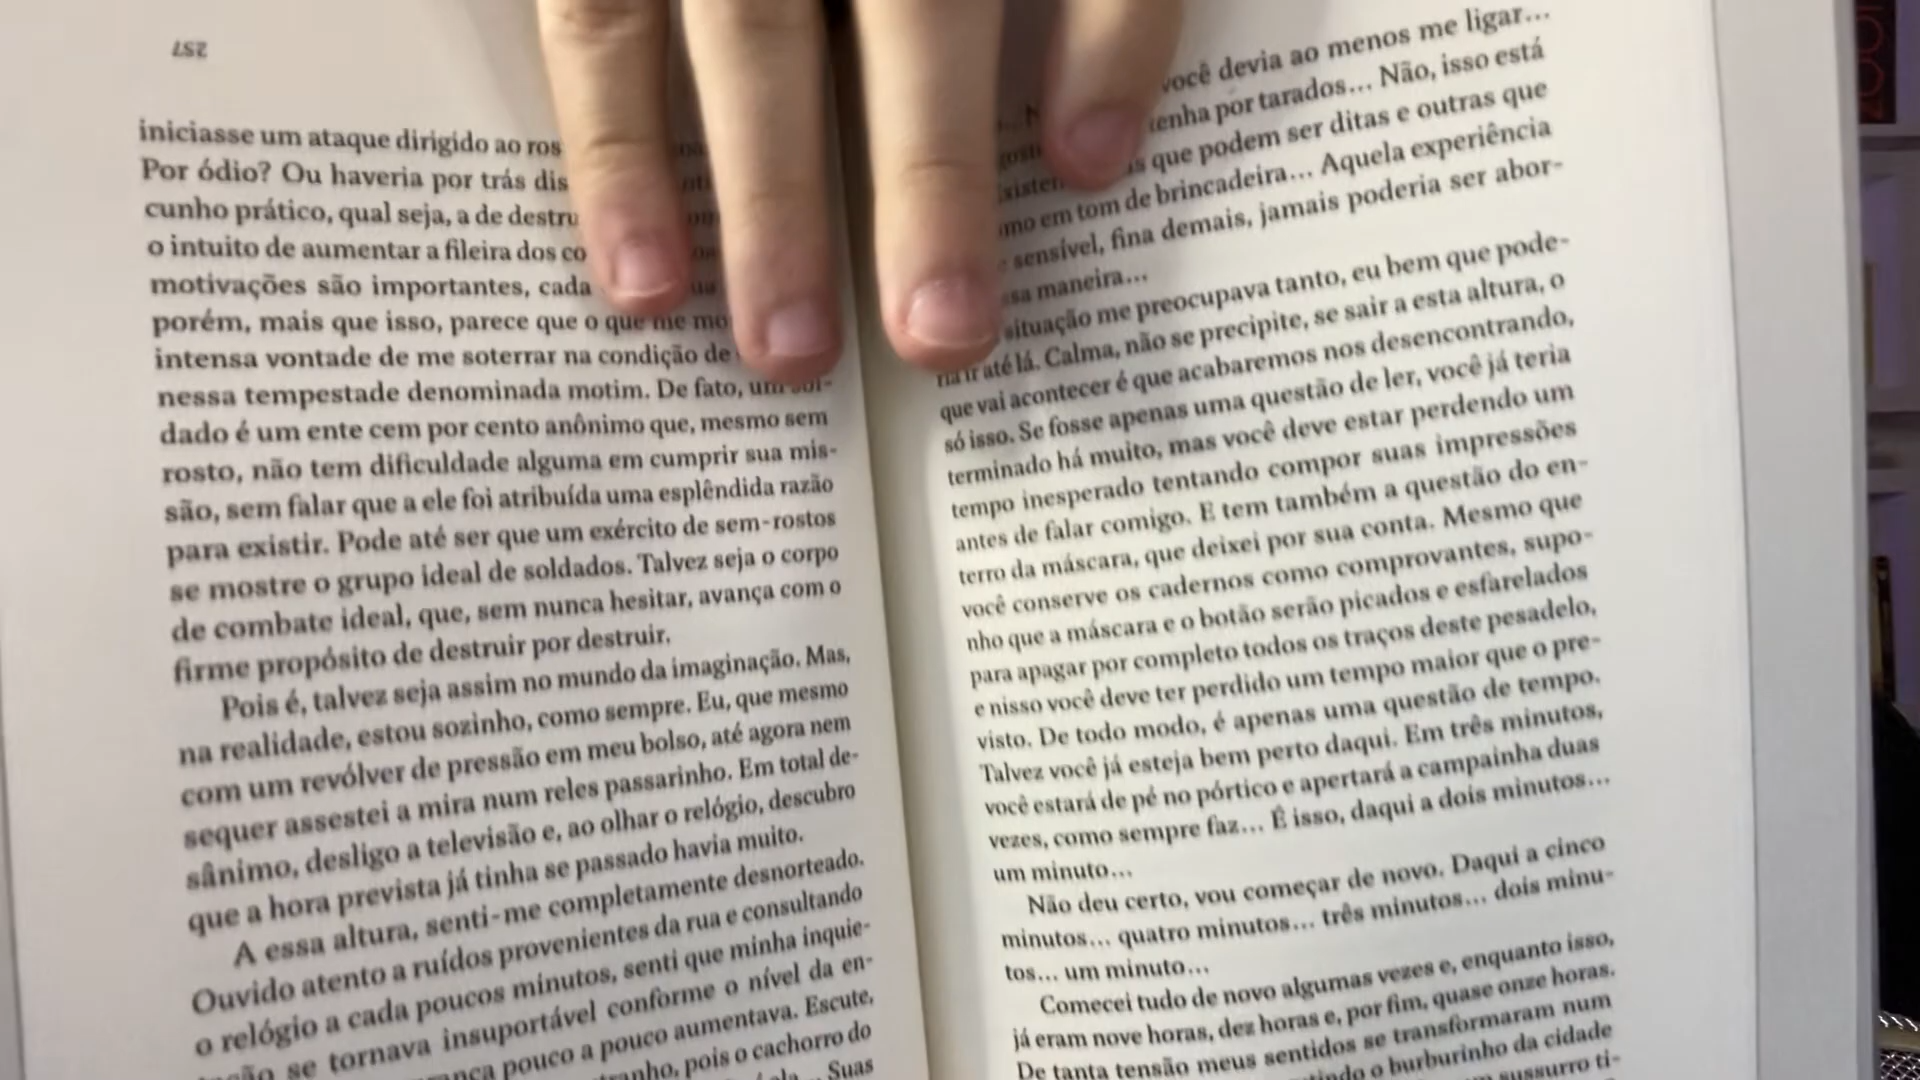 257
iniciasse um ataque dirigido ao ros
Por ódio? Ou haveria por trás dis
cunho prático, qual seja, a de destru
o intuito de aumentar a fileira dos co
motivações são importantes, cada
porém, mais que isso, parece que o que me mo
intensa vontade de me soterrar na condição de
nessa tempestade denominada motim. De fato, um sol-
dado é um ente cem por cento anônimo que, mesmo sem
rosto, não tem dificuldade alguma em cumprir sua mis-
são, sem falar que a ele foi atribuída uma esplêndida razão
para existir. Pode até ser que um exército de sem-rostos
se mostre o grupo ideal de soldados. Talvez seja o corpo
de combate ideal, que, sem nunca hesitar, avança com o
firme propósito de destruir por destruir.
Pois é, talvez seja assim no mundo da imaginação. Mas,
na realidade, estou sozinho, como sempre. Eu, que mesmo
com um revólver de pressão em meu bolso, até agora nem
sequer assestei a mira num reles passarinho. Em total de-
sânimo, desligo a televisão e, ao olhar o relógio, descubro
que a hora prevista já tinha se passado havia muito.
A essa altura, senti-me completamente desnorteado.
Ouvido atento a ruídos provenientes da rua e consultando
o relógio a cada poucos minutos, senti que minha inquie-
se tornava insuportável conforme o nível da en-
pouco a pouco aumentava. Escute,
pois o cachorro do
Suas
você devia ao menos me ligar...
tenha por tarados... Não, isso está
que podem ser ditas e outras que
em tom de brincadeira... Aquela experiência
sensível, fina demais, jamais poderia ser abor-
maneira...
situação me preocupava tanto, eu bem que pode-
ria ir até lá. Calma, não se precipite, se sair a esta altura, o
que vai acontecer é que acabaremos nos desencontrando,
só isso. Se fosse apenas uma questão de ler, você já teria
terminado há muito, mas você deve estar perdendo um
tempo inesperado tentando compor suas impressões
antes de falar comigo. E tem também a questão do en-
terro da máscara, que deixei por sua conta. Mesmo que
você conserve os cadernos como comprovantes, supo-
nho que a máscara e o botão serão picados e esfarelados
para apagar por completo todos os traços deste pesadelo,
e nisso você deve ter perdido um tempo maior que o pre-
visto. De todo modo, é apenas uma questão de tempo.
Talvez você já esteja bem perto daqui. Em três minutos,
você estará de pé no pórtico e apertará a campainha duas
vezes, como sempre faz... É isso, daqui a dois minutos...
um minuto...
Não deu certo, vou começar de novo. Daqui a cinco
minutos... quatro minutos... três minutos... dois minu-
tos... um minuto...
Comecei tudo de novo algumas vezes e, enquanto isso,
já eram nove horas, dez horas e, por fim, quase onze horas.
De tanta tensão meus sentidos se transformaram num
o burburinho da cidade
sussurro ti-